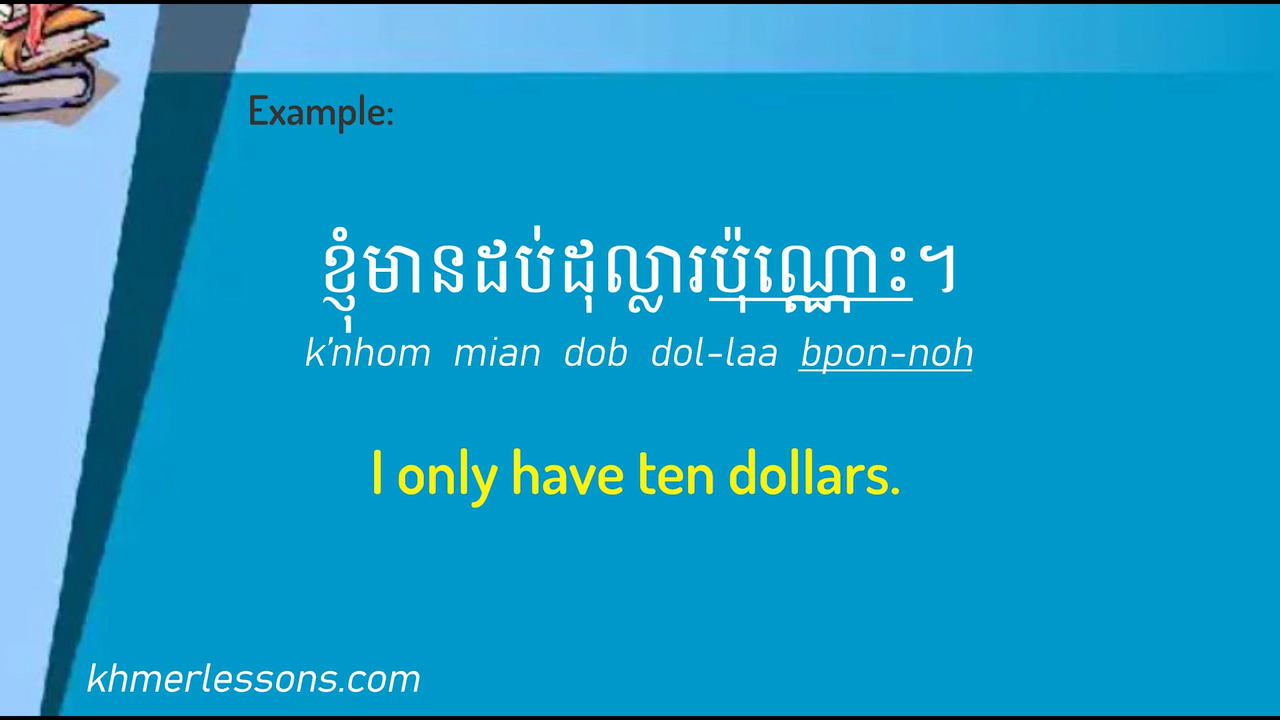 Example:
ខ្ញុំមានដប់ដុល្លារប៉ុណ្ណោះ។
k’nhom mian dob dol-laa bpon-noh
I only have ten dollars.
khmerlessons.com